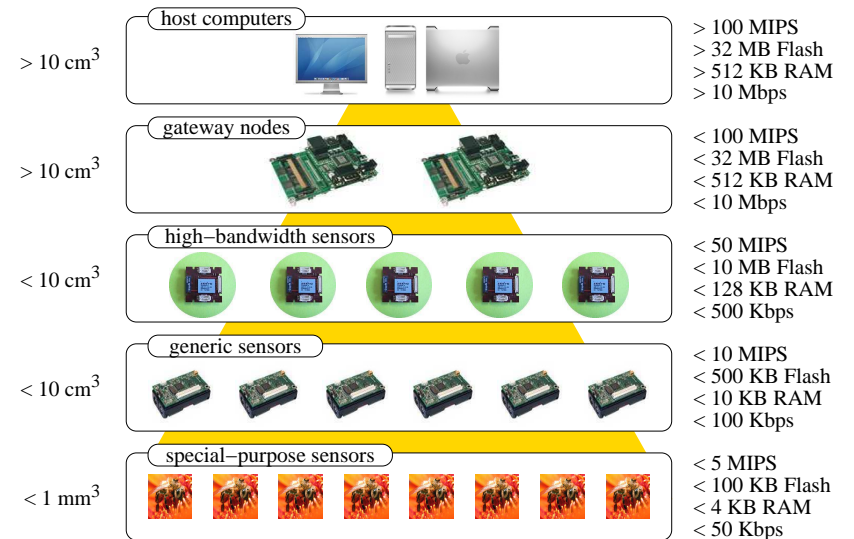 host computers
> 10 cm³
> 100 MIPS
> 32 MB Flash
> 512 KB RAM
> 10 Mbps
gateway nodes
> 10 cm³
< 100 MIPS
< 32 MB Flash
< 512 KB RAM
< 10 Mbps
high−bandwidth sensors
< 10 cm³
< 50 MIPS
< 10 MB Flash
< 128 KB RAM
< 500 Kbps
generic sensors
< 10 cm³
< 10 MIPS
< 500 KB Flash
< 10 KB RAM
< 100 Kbps
special−purpose sensors
< 1 mm³
< 5 MIPS
< 100 KB Flash
< 4 KB RAM
< 50 Kbps